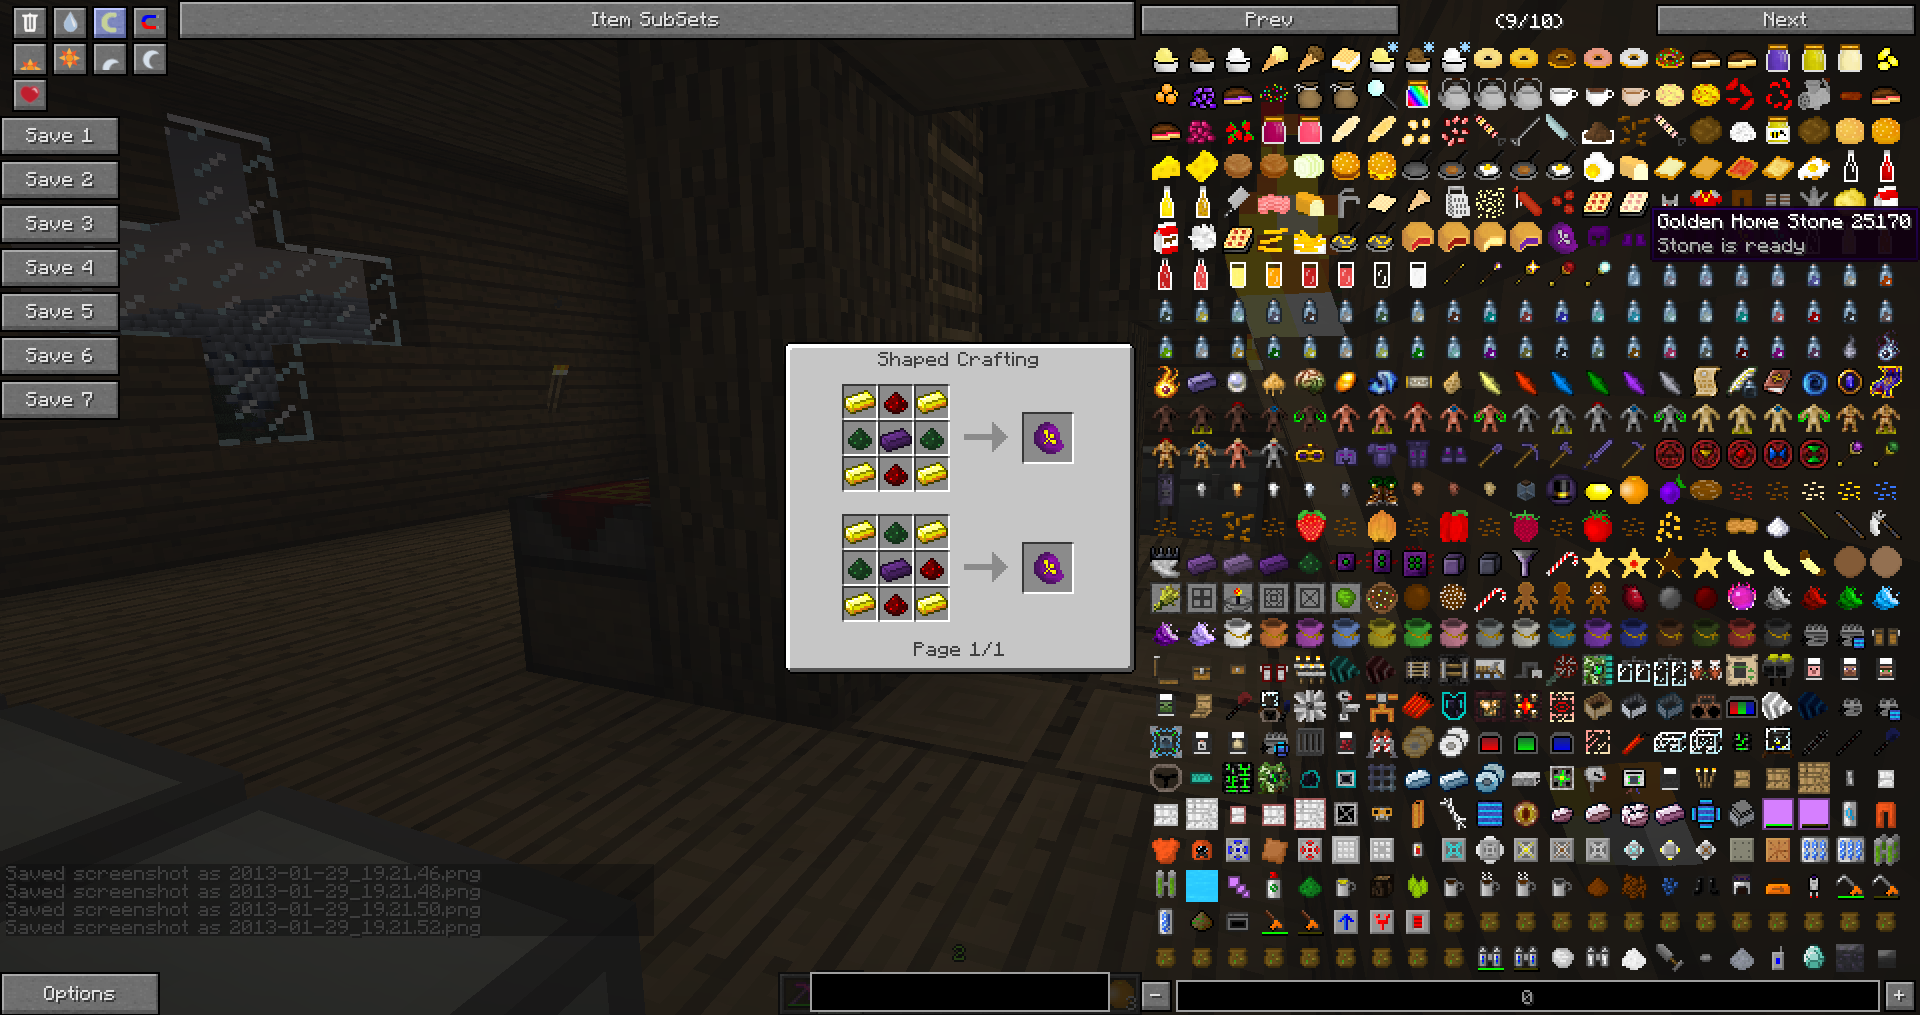 Item SubSets
Prev
(9/10)
Next
Save 1
Save 2
Save 3
Save 4
Save 5
Save 6
Save 7
Golden Home Stone 25170
Stone is ready
Shaped Crafting
Page 1/1
Saved screenshot as 2013-01-29_19.21.46.png
Saved screenshot as 2013-01-29_19.21.48.png
Saved screenshot as 2013-01-29_19.21.50.png
Saved screenshot as 2013-01-29_19.21.52.png
2
Options
3
-
0
+